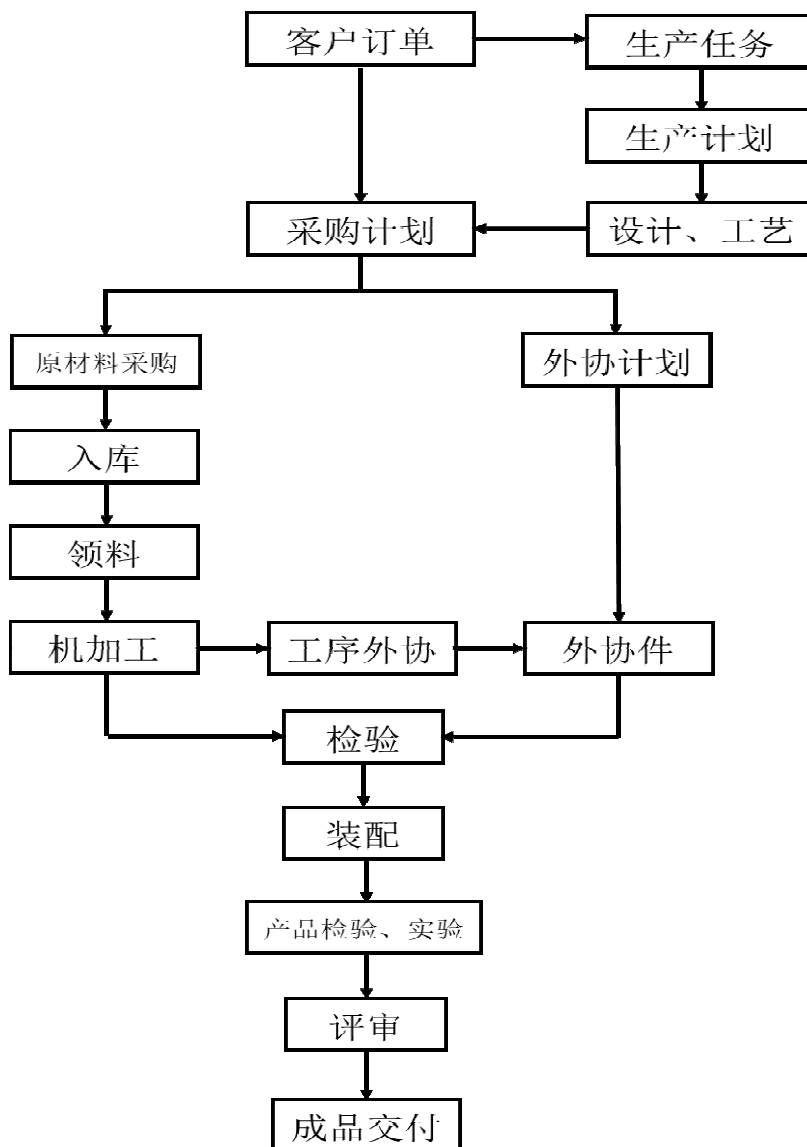 客户订单
生产任务
生产计划
采购计划
设计、工艺
原材料采购
外协计划
入库
领料
机加工
工序外协
外协件
检验
装配
产品检验、实验
评审
成品交付